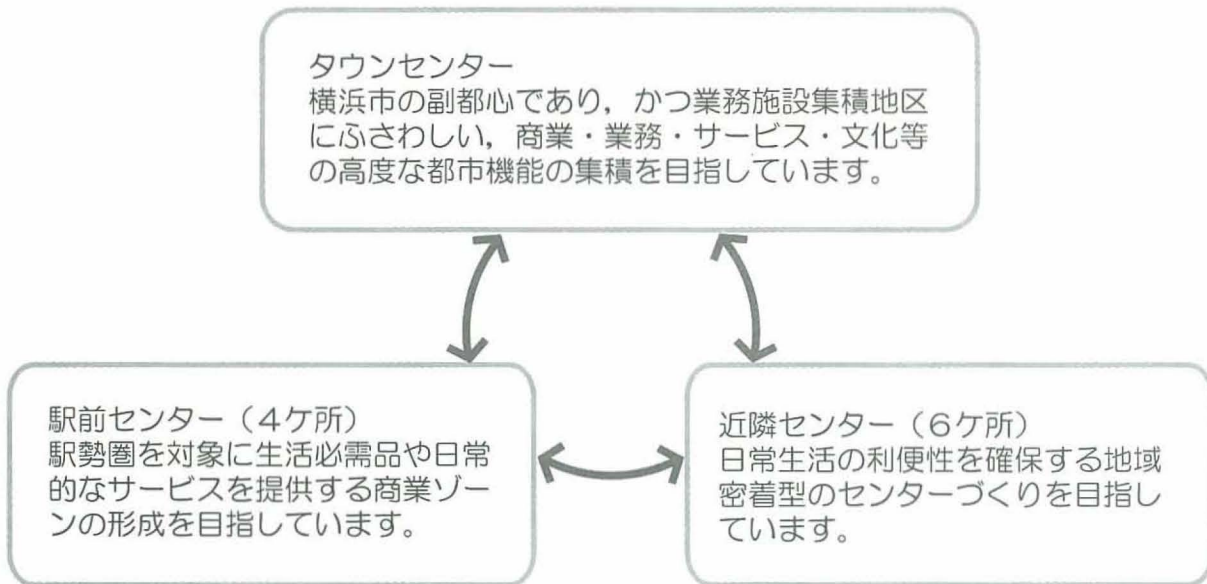 タウンセンター
横浜市の副都心であり，かつ業務施設集積地区
にふさわしい，商業・業務・サービス・文化等
の高度な都市機能の集積を目指しています。
駅前センター（4ケ所）
駅勢圏を対象に生活必需品や日常
的なサービスを提供する商業ゾー
ンの形成を目指しています。
近隣センター（6ケ所）
日常生活の利便性を確保する地域
密着型のセンターづくりを目指し
ています。